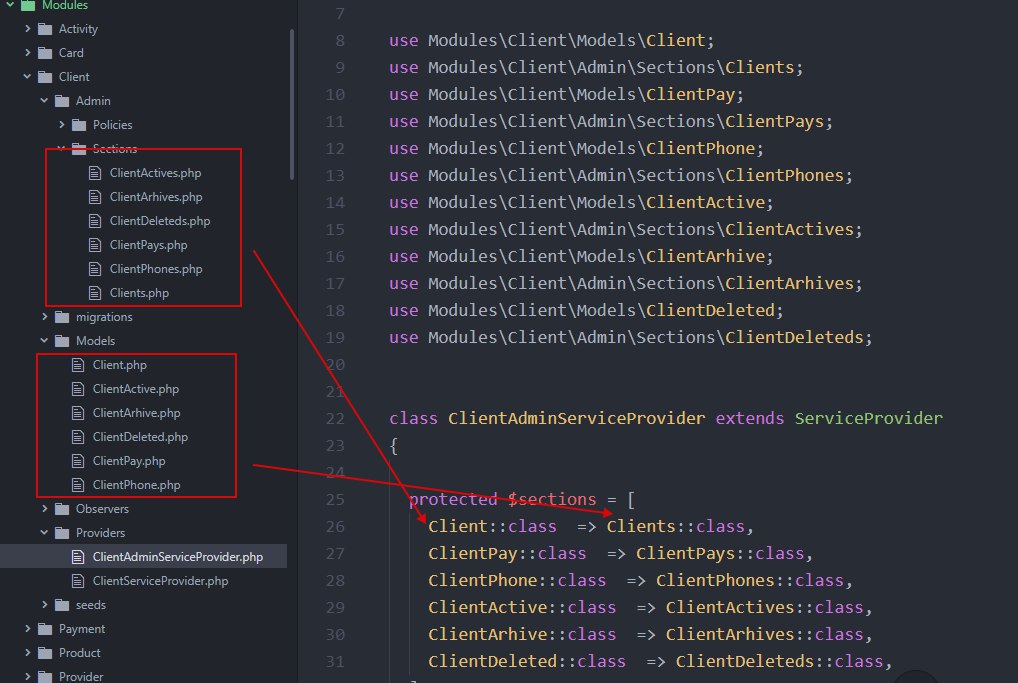 Modules
Activity
Card
Client
Admin
Policies
Sections
ClientActives.php
ClientArhives.php
ClientDeleteds.php
ClientPays.php
ClientPhones.php
Clients.php
migrations
Models
Client.php
ClientActive.php
ClientArhive.php
ClientDeleted.php
ClientPay.php
ClientPhone.php
Observers
Providers
ClientAdminServiceProvider.php
ClientServiceProvider.php
seeds
Payment
Product
Provider
7
8 use Modules\Client\Models\Client;
9 use Modules\Client\Admin\Sections\Clients;
10 use Modules\Client\Models\ClientPay;
11 use Modules\Client\Admin\Sections\ClientPays;
12 use Modules\Client\Models\ClientPhone;
13 use Modules\Client\Admin\Sections\ClientPhones;
14 use Modules\Client\Models\ClientActive;
15 use Modules\Client\Admin\Sections\ClientActives;
16 use Modules\Client\Models\ClientArhive;
17 use Modules\Client\Admin\Sections\ClientArhives;
18 use Modules\Client\Models\ClientDeleted;
19 use Modules\Client\Admin\Sections\ClientDeleteds;
20
21
22 class ClientAdminServiceProvider extends ServiceProvider
23 {
24
25 protected $sections = [
26 Client::class => Clients::class,
27 ClientPay::class => ClientPays::class,
28 ClientPhone::class => ClientPhones::class,
29 ClientActive::class => ClientActives::class,
30 ClientArhive::class => ClientArhives::class,
31 ClientDeleted::class => ClientDeleteds::class,